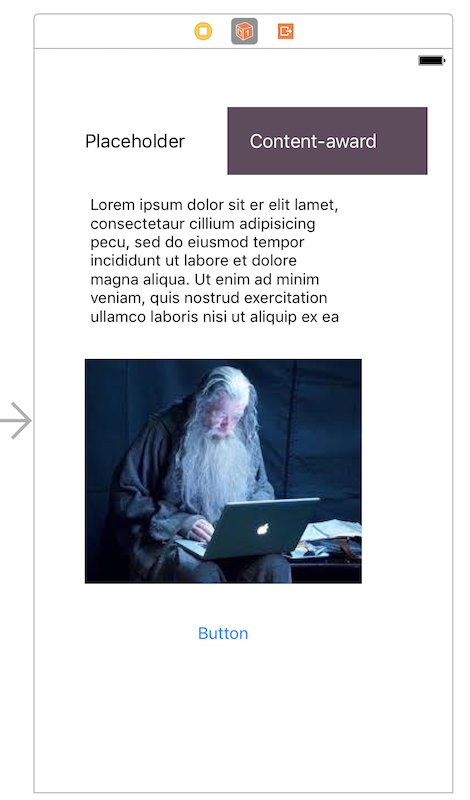 Placeholder
Content-award
Lorem ipsum dolor sit er elit lamet,
consectetaur cillium adipisicing
pecu, sed do eiusmod tempor
incididunt ut labore et dolore
magna aliqua. Ut enim ad minim
veniam, quis nostrud exercitation
ullamco laboris nisi ut aliquip ex ea
Button